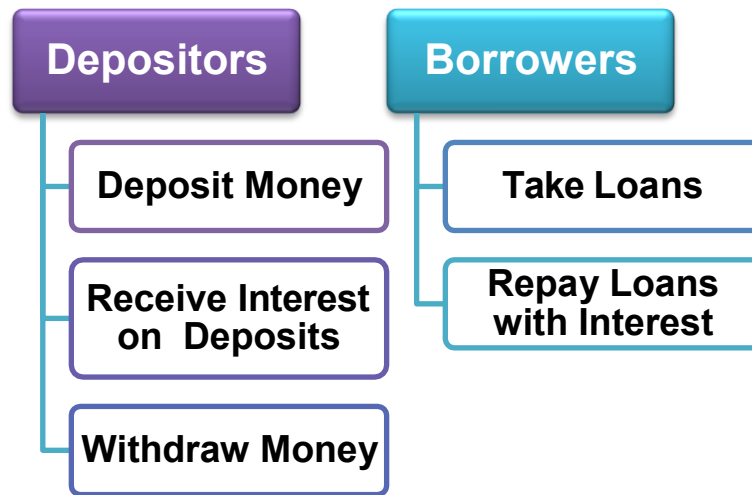 Depositors
Deposit Money
Receive Interest
on Deposits
Withdraw Money
Borrowers
Take Loans
Repay Loans
with Interest